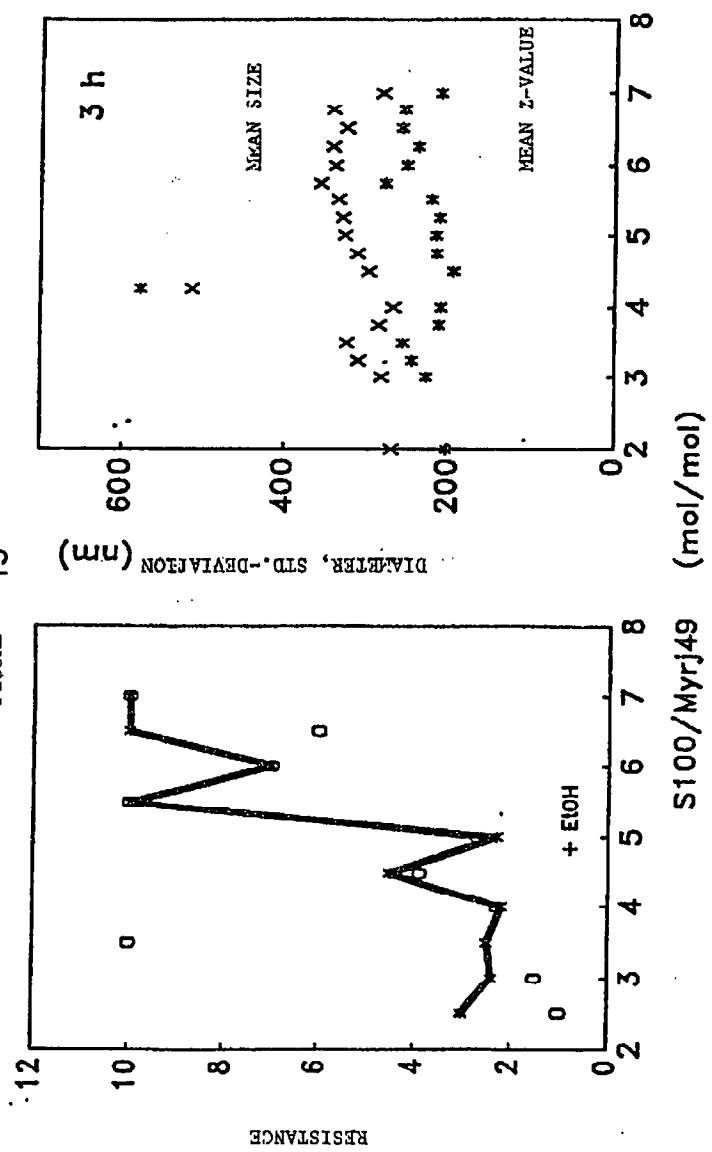 RESISTANCE
12
10
8
6
4
2
0
+ EtOH
2 3 4 5 6 7 8
S100/Myrj49 (mol/mol)
DIAMETER, STD.-DEVIATION (nm)
600
400
200
0
3 h
MEAN SIZE
MEAN Z-VALUE
2 3 4 5 6 7 8